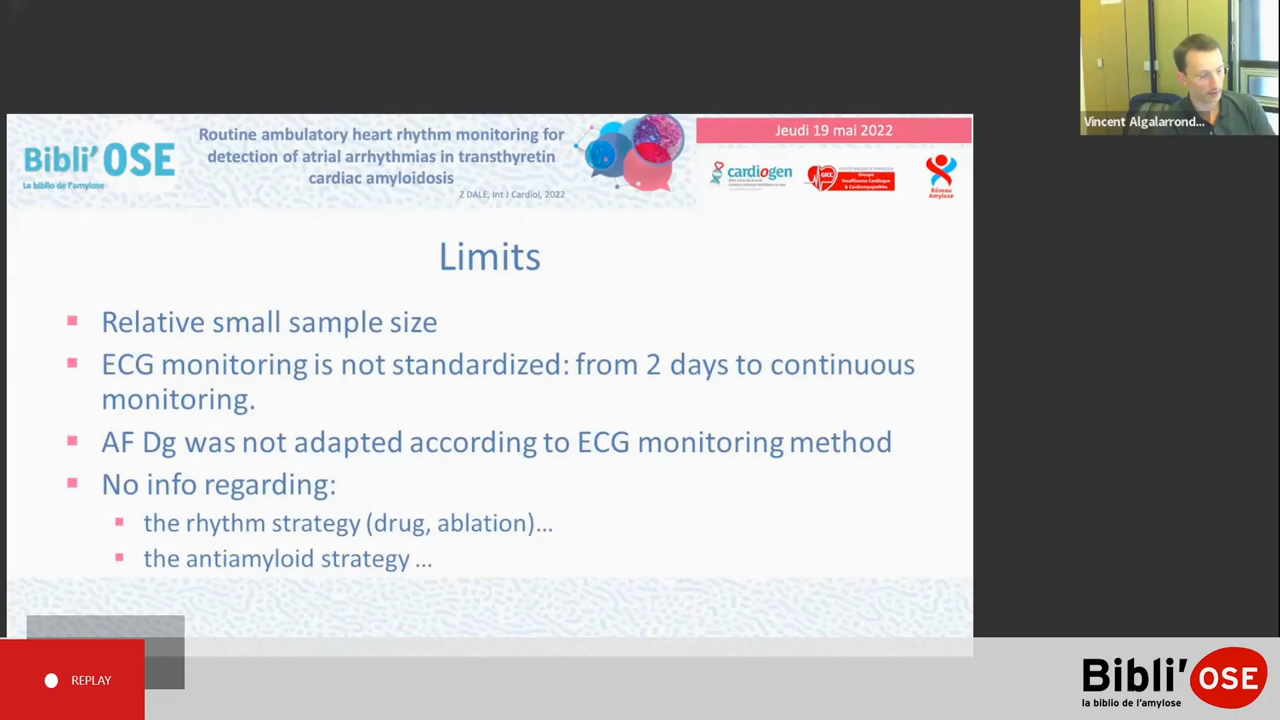 Vincent Algalarrond...
Bibli'OSE
La biblio de l'amylose
Routine ambulatory heart rhythm monitoring for
detection of atrial arrhythmias in transthyretin
cardiac amyloidosis
Z DALE, Int J Cardiol, 2022
Jeudi 19 mai 2022
cardiogen
GICC
Insuffisance Cardiaque
& Cardiomyopathies
Réseau
Amylose
Limits
Relative small sample size
ECG monitoring is not standardized: from 2 days to continuous
monitoring.
AF Dg was not adapted according to ECG monitoring method
No info regarding:
the rhythm strategy (drug, ablation)...
the antiamyloid strategy ...
REPLAY
Bibli'OSE
la biblio de l'amylose